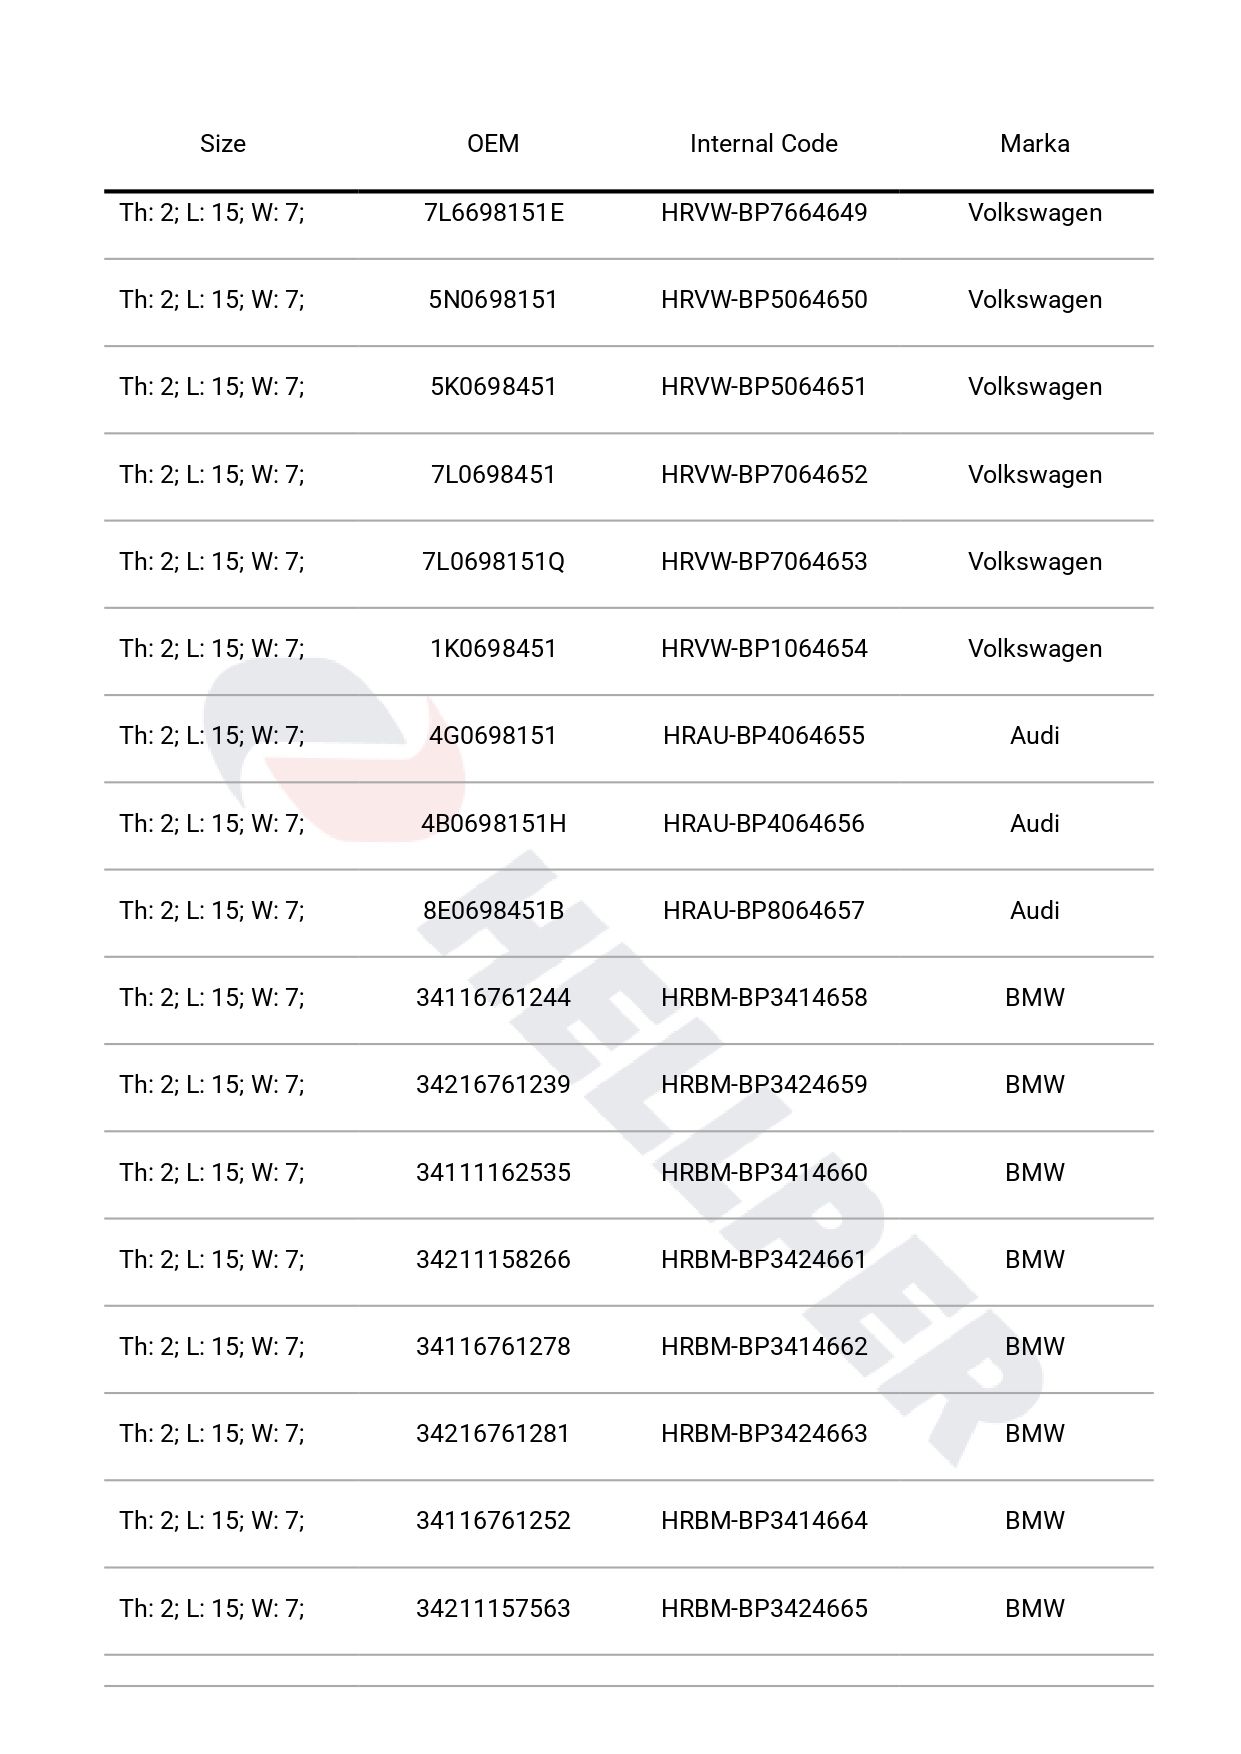 Size OEM Internal Code Marka
Th: 2; L: 15; W: 7; 7L6698151E HRVW-BP7664649 Volkswagen
Th: 2; L: 15; W: 7; 5N0698151 HRVW-BP5064650 Volkswagen
Th: 2; L: 15; W: 7; 5K0698451 HRVW-BP5064651 Volkswagen
Th: 2; L: 15; W: 7; 7L0698451 HRVW-BP7064652 Volkswagen
Th: 2; L: 15; W: 7; 7L0698151Q HRVW-BP7064653 Volkswagen
Th: 2; L: 15; W: 7; 1K0698451 HRVW-BP1064654 Volkswagen
Th: 2; L: 15; W: 7; 4G0698151 HRAU-BP4064655 Audi
Th: 2; L: 15; W: 7; 4B0698151H HRAU-BP4064656 Audi
Th: 2; L: 15; W: 7; 8E0698451B HRAU-BP8064657 Audi
Th: 2; L: 15; W: 7; 34116761244 HRBM-BP3414658 BMW
Th: 2; L: 15; W: 7; 34216761239 HRBM-BP3424659 BMW
Th: 2; L: 15; W: 7; 34111162535 HRBM-BP3414660 BMW
Th: 2; L: 15; W: 7; 34211158266 HRBM-BP3424661 BMW
Th: 2; L: 15; W: 7; 34116761278 HRBM-BP3414662 BMW
Th: 2; L: 15; W: 7; 34216761281 HRBM-BP3424663 BMW
Th: 2; L: 15; W: 7; 34116761252 HRBM-BP3414664 BMW
Th: 2; L: 15; W: 7; 34211157563 HRBM-BP3424665 BMW
HELLPER